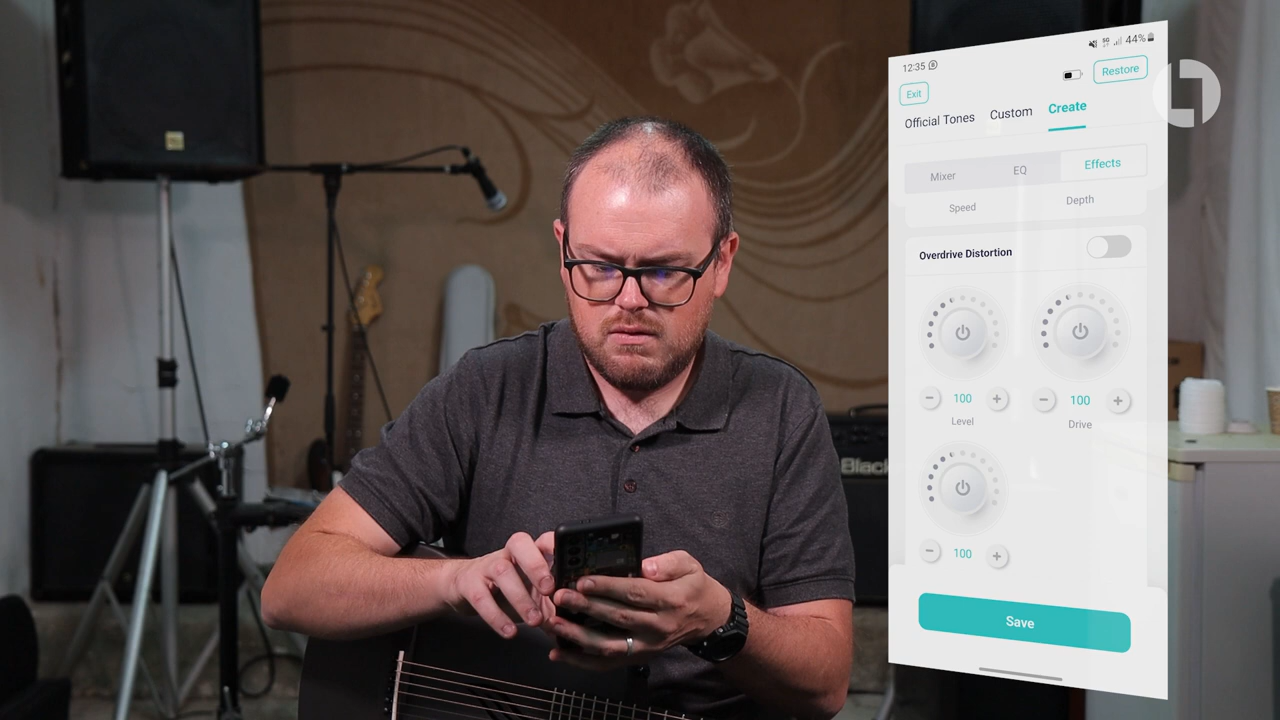 12:35
5G
44%
Exit
Restore
Official Tones Custom Create
Mixer EQ Effects
Speed Depth
Overdrive Distortion
100 100
Level Drive
100
Save
Black